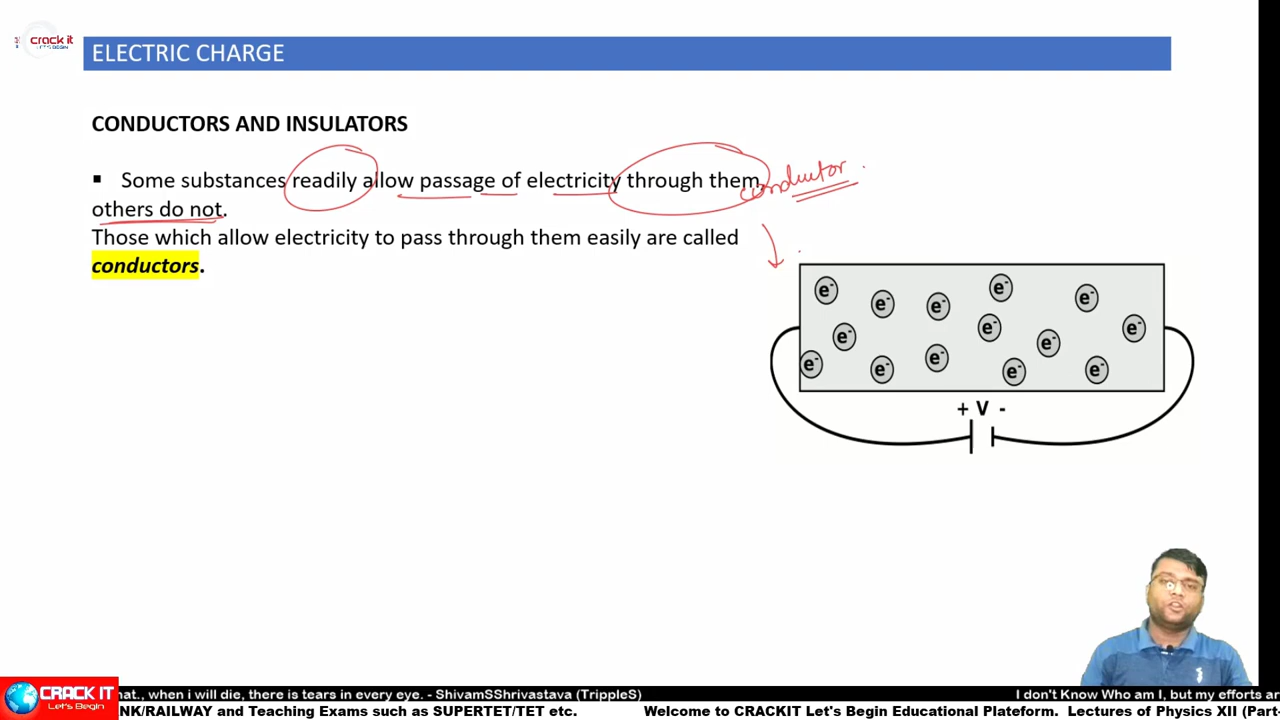 crack it
LET'S BEGIN
ELECTRIC CHARGE
CONDUCTORS AND INSULATORS
▪ Some substances readily allow passage of electricity through them,
conductor
others do not.
Those which allow electricity to pass through them easily are called
conductors.
e⁻ e⁻ e⁻ e⁻ e⁻
e⁻ e⁻ e⁻ e⁻
e⁻ e⁻ e⁻ e⁻ e⁻
+ V -
CRACK IT
Let's Begin
hat., when i will die, there is tears in every eye. - ShivamSShrivastava (TrippleS) I don't Know Who am I, but my efforts ar
NK/RAILWAY and Teaching Exams such as SUPERTET/TET etc. Welcome to CRACKIT Let's Begin Educational Plateform. Lectures of Physics XII (Part-